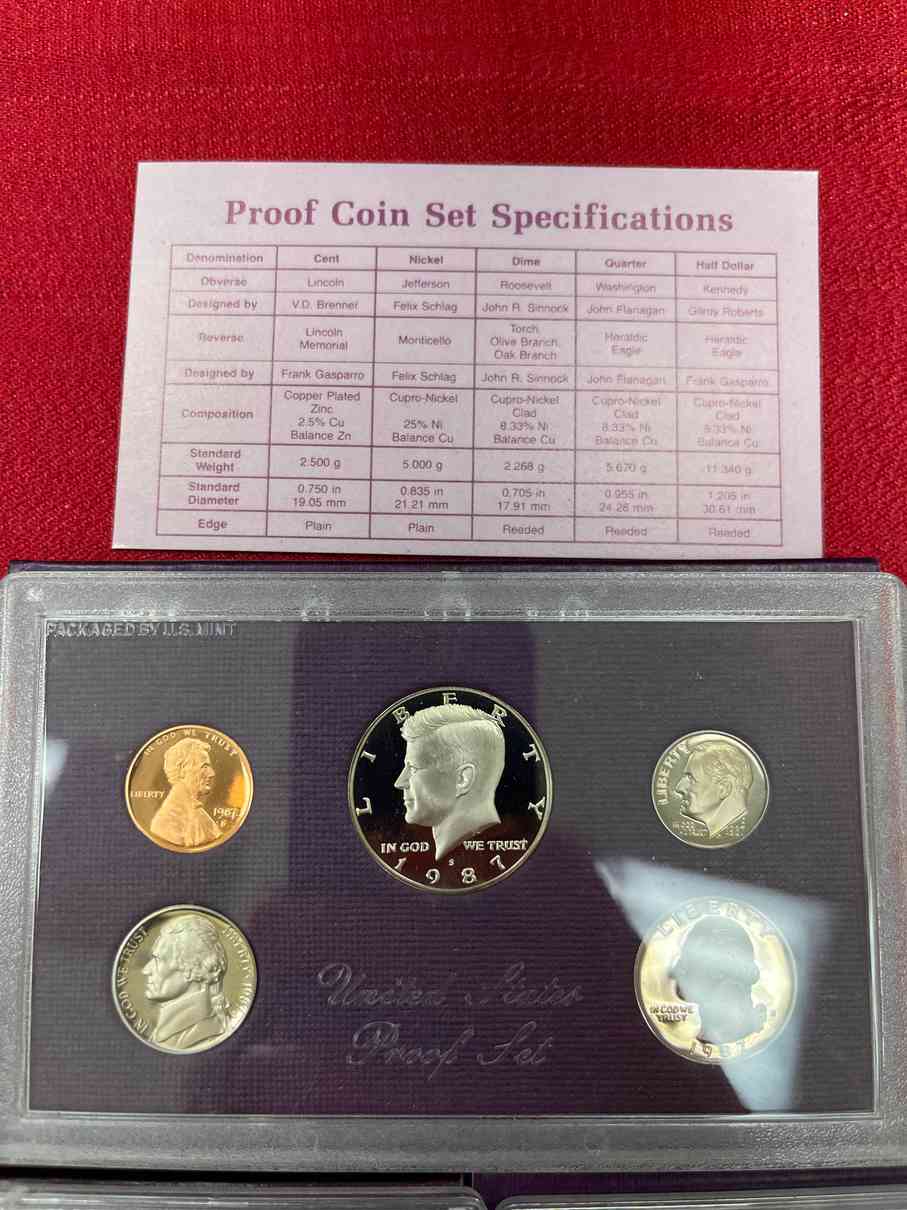 Proof Coin Set Specifications
Denomination Cent Nickel Dime Quarter Half Dollar
Obverse Lincoln Jefferson Roosevelt Washington Kennedy
Designed by V.D. Brenner Felix Schlag John R. Sinnock John Flanagan Gilroy Roberts
Reverse Lincoln Memorial Monticello Torch, Olive Branch, Oak Branch Heraldic Eagle Heraldic Eagle
Designed by Frank Gasparro Felix Schlag John R. Sinnock John Flanagan Frank Gasparro
Composition Copper Plated Zinc 2.5% Cu Balance Zn Cupro-Nickel 25% Ni Balance Cu Cupro-Nickel Clad 8.33% Ni Balance Cu Cupro-Nickel Clad 8.33% Ni Balance Cu Cupro-Nickel Clad 8.33% Ni Balance Cu
Standard Weight 2.500 g 5.000 g 2.268 g 5.670 g 11.340 g
Standard Diameter 0.750 in 19.05 mm 0.835 in 21.21 mm 0.705 in 17.91 mm 0.955 in 24.26 mm 1.205 in 30.61 mm
Edge Plain Plain Reeded Reeded Reeded
PACKAGED BY U.S. MINT
IN GOD WE TRUST
LIBERTY
1987
LIBERTY
IN GOD WE TRUST
S
1987
LIBERTY
IN GOD
WE TRUST
1987
IN GOD WE TRUST
LIBERTY
LIBERTY
IN GOD WE
TRUST
1987
United States
Proof Set